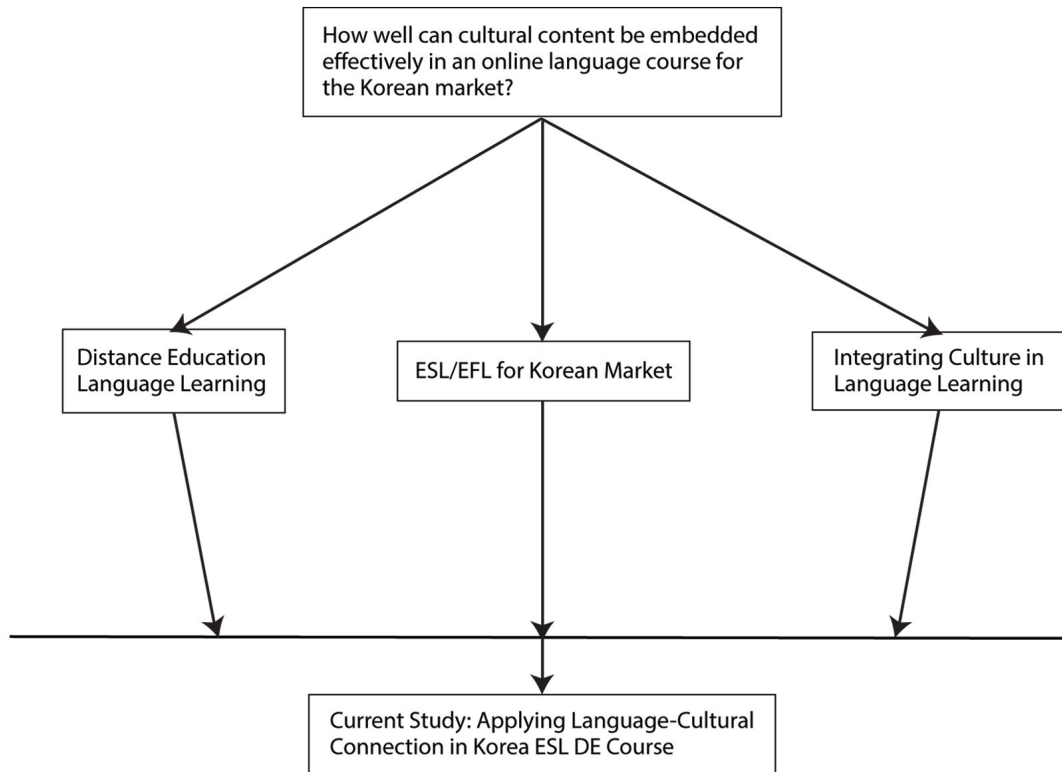 How well can cultural content be embedded
effectively in an online language course for
the Korean market?
Distance Education
Language Learning
ESL/EFL for Korean Market
Integrating Culture in
Language Learning
Current Study: Applying Language-Cultural
Connection in Korea ESL DE Course